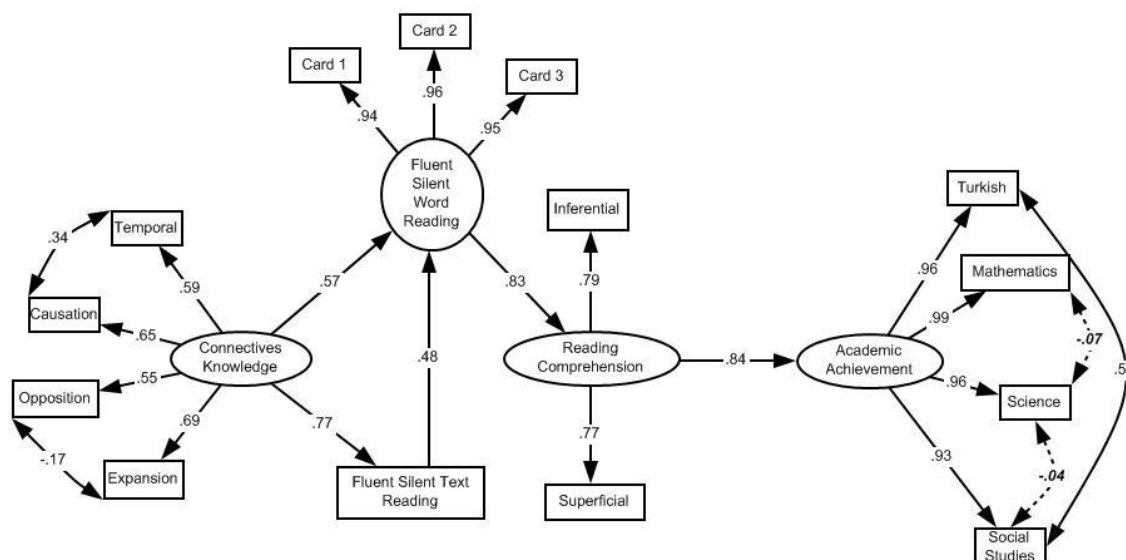 Card 2
Card 1
Card 3
.96
.94
.95
Fluent
Silent
Word
Reading
Turkish
Inferential
Temporal
.34
Mathematics
.96
.59
.57
.83
.79
.99
Causation
.65
-.07
Connectives
Knowledge
.48
Reading
Comprehension
.84
Academic
Achievement
.55
.96
Opposition
Science
.69
.77
.77
.93
-.17
-.04
Expansion
Fluent Silent Text
Reading
Superficial
Social
Studies